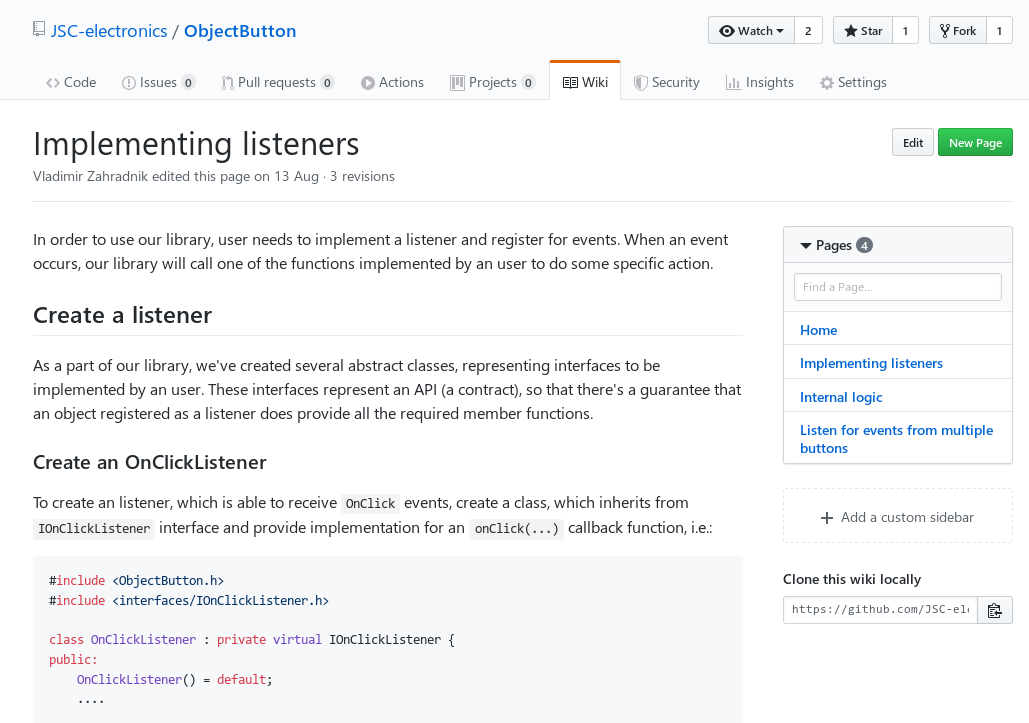 JSC-electronics / ObjectButton
Watch 2 Star 1 Fork 1
Code Issues 0 Pull requests 0 Actions Projects 0 Wiki Security Insights Settings
Implementing listeners
Edit New Page
Vladimir Zahradnik edited this page on 13 Aug · 3 revisions
In order to use our library, user needs to implement a listener and register for events. When an event
occurs, our library will call one of the functions implemented by an user to do some specific action.
Create a listener
As a part of our library, we've created several abstract classes, representing interfaces to be
implemented by an user. These interfaces represent an API (a contract), so that there's a guarantee that
an object registered as a listener does provide all the required member functions.
Create an OnClickListener
To create an listener, which is able to receive OnClick events, create a class, which inherits from
IOnClickListener interface and provide implementation for an onClick(...) callback function, i.e.:
#include <ObjectButton.h>
#include <interfaces/IOnClickListener.h>
class OnClickListener : private virtual IOnClickListener {
public:
    OnClickListener() = default;
    ....
Pages 4
Find a Page...
Home
Implementing listeners
Internal logic
Listen for events from multiple
buttons
+ Add a custom sidebar
Clone this wiki locally
https://github.com/JSC-ele